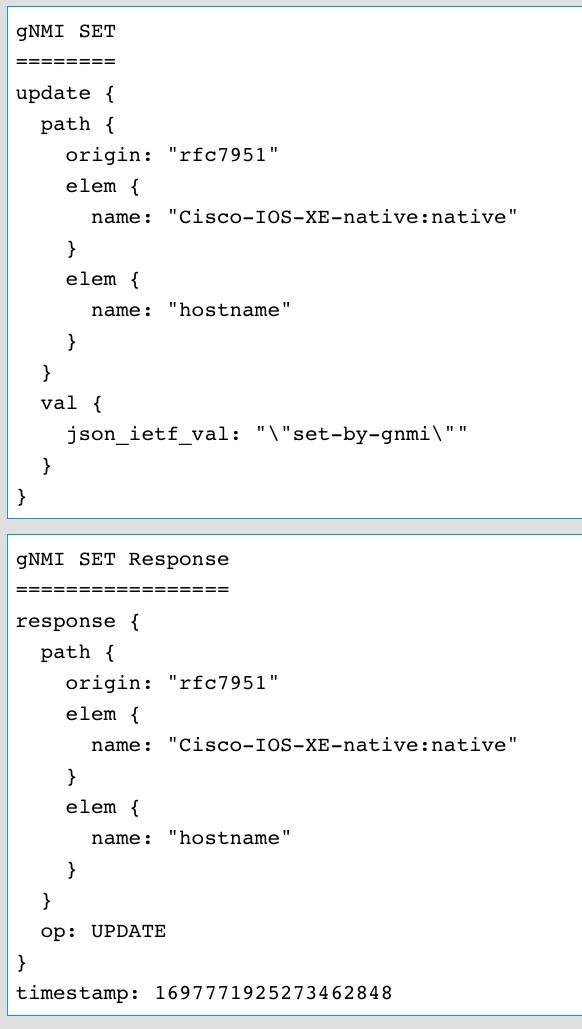 gNMI SET
========
update {
  path {
    origin: "rfc7951"
    elem {
      name: "Cisco-IOS-XE-native:native"
    }
    elem {
      name: "hostname"
    }
  }
  val {
    json_ietf_val: "\"set-by-gnmi\""
  }
}
gNMI SET Response
=================
response {
  path {
    origin: "rfc7951"
    elem {
      name: "Cisco-IOS-XE-native:native"
    }
    elem {
      name: "hostname"
    }
  }
  op: UPDATE
}
timestamp: 1697771925273462848